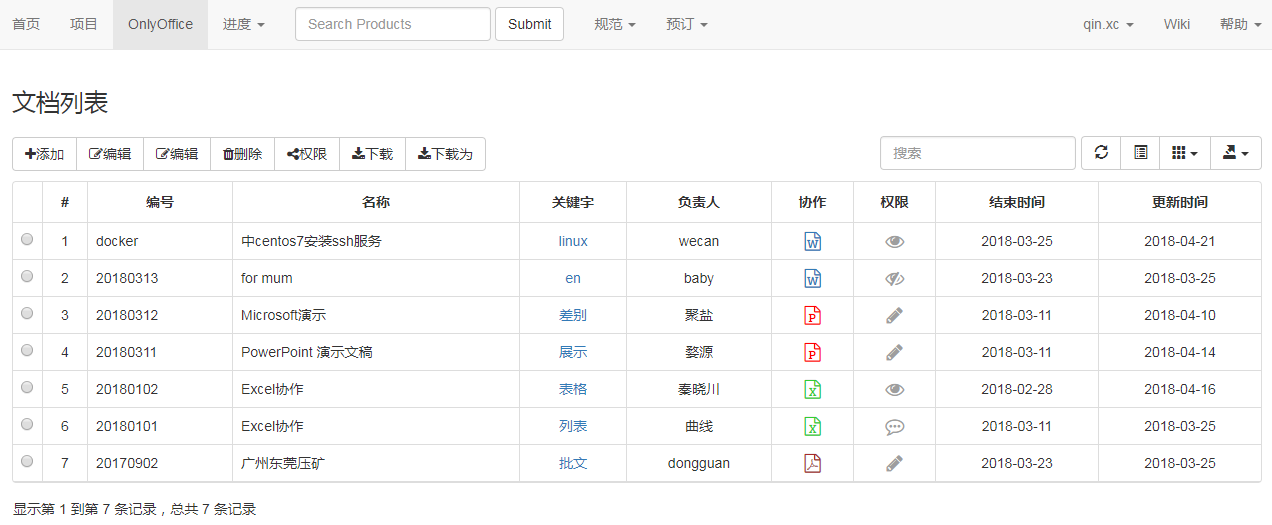 首页 项目 OnlyOffice 进度 Search Products Submit 规范 预订 qin.xc Wiki 帮助
文档列表
添加 编辑 编辑 删除 权限 下载 下载为 搜索
# 编号 名称 关键字 负责人 协作 权限 结束时间 更新时间
1 docker 中centos7安装ssh服务 linux wecan W 2018-03-25 2018-04-21
2 20180313 for mum en baby W 2018-03-23 2018-03-25
3 20180312 Microsoft演示 差别 聚盐 P 2018-03-11 2018-04-10
4 20180311 PowerPoint 演示文稿 展示 婺源 P 2018-03-11 2018-04-14
5 20180102 Excel协作 表格 秦晓川 X 2018-02-28 2018-04-16
6 20180101 Excel协作 列表 曲线 X 2018-03-11 2018-03-25
7 20170902 广州东莞压矿 批文 dongguan 2018-03-23 2018-03-25
显示第 1 到第 7 条记录，总共 7 条记录